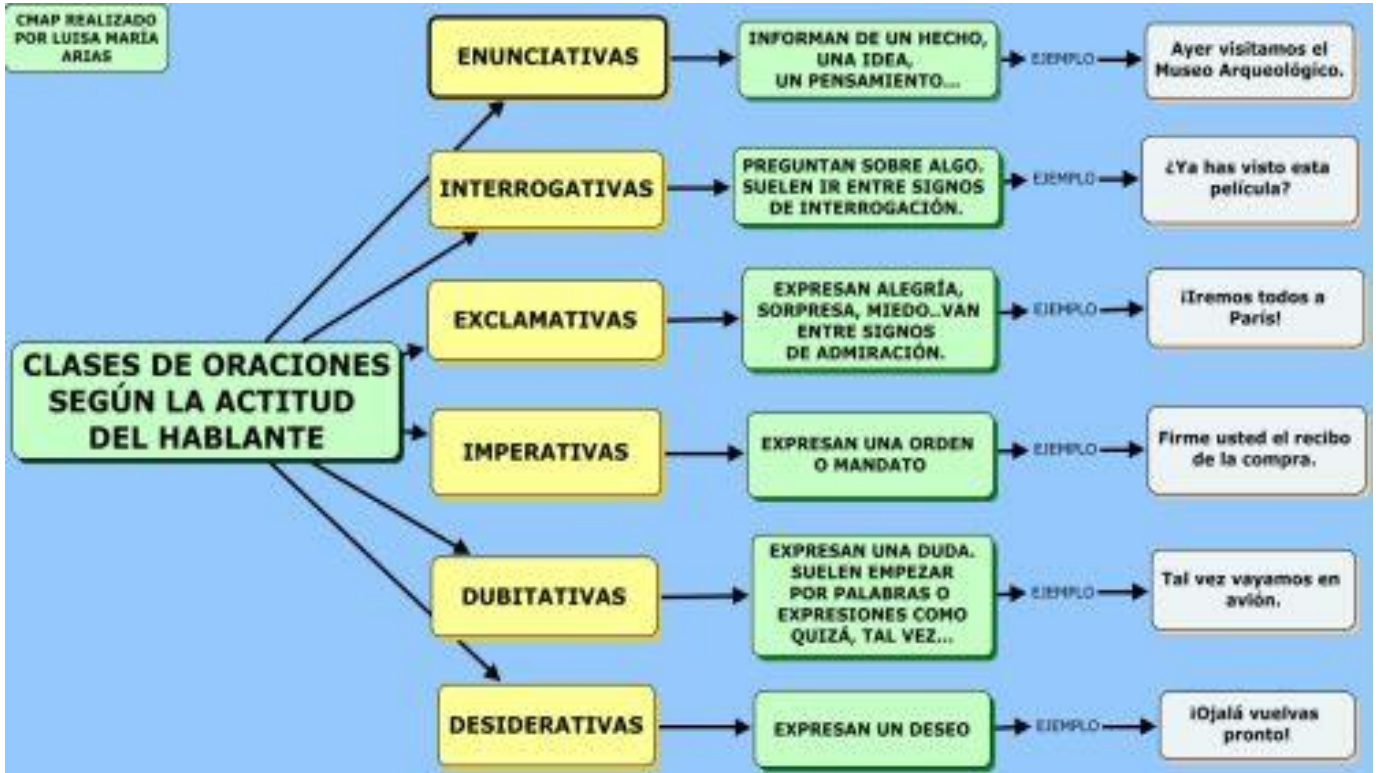 CMAP REALIZADO
POR LUISA MARÍA
ARIAS
CLASES DE ORACIONES
SEGÚN LA ACTITUD
DEL HABLANTE
ENUNCIATIVAS
INFORMAN DE UN HECHO,
UNA IDEA,
UN PENSAMIENTO...
EJEMPLO
Ayer visitamos el
Museo Arqueológico.
INTERROGATIVAS
PREGUNTAN SOBRE ALGO.
SUELEN IR ENTRE SIGNOS
DE INTERROGACIÓN.
EJEMPLO
¿Ya has visto esta
película?
EXCLAMATIVAS
EXPRESAN ALEGRÍA,
SORPRESA, MIEDO..VAN
ENTRE SIGNOS
DE ADMIRACIÓN.
EJEMPLO
¡Iremos todos a
París!
IMPERATIVAS
EXPRESAN UNA ORDEN
O MANDATO
EJEMPLO
Firme usted el recibo
de la compra.
DUBITATIVAS
EXPRESAN UNA DUDA.
SUELEN EMPEZAR
POR PALABRAS O
EXPRESIONES COMO
QUIZÁ, TAL VEZ...
EJEMPLO
Tal vez vayamos en
avión.
DESIDERATIVAS
EXPRESAN UN DESEO
EJEMPLO
¡Ojalá vuelvas
pronto!